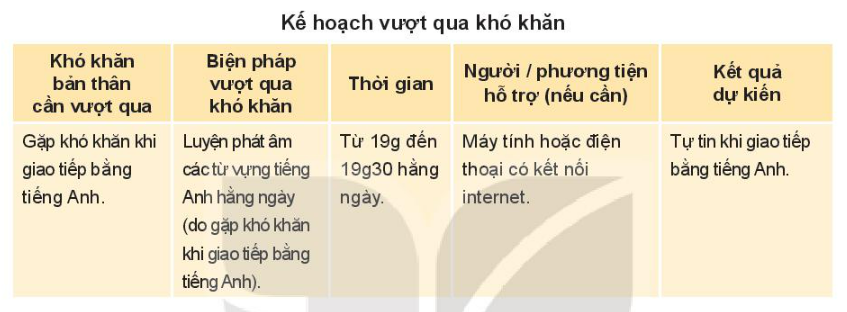 Kế hoạch vượt qua khó khăn
Khó khăn
bản thân
cần vượt qua
Biện pháp
vượt qua
khó khăn
Thời gian
Người / phương tiện
hỗ trợ (nếu cần)
Kết quả
dự kiến
Gặp khó khăn khi
giao tiếp bằng
tiếng Anh.
Luyện phát âm
các từ vựng tiếng
Anh hằng ngày
(do gặp khó khăn
khi giao tiếp bằng
tiếng Anh).
Từ 19g đến
19g30 hằng
ngày.
Máy tính hoặc điện
thoại có kết nối
internet.
Tự tin khi giao tiếp
bằng tiếng Anh.